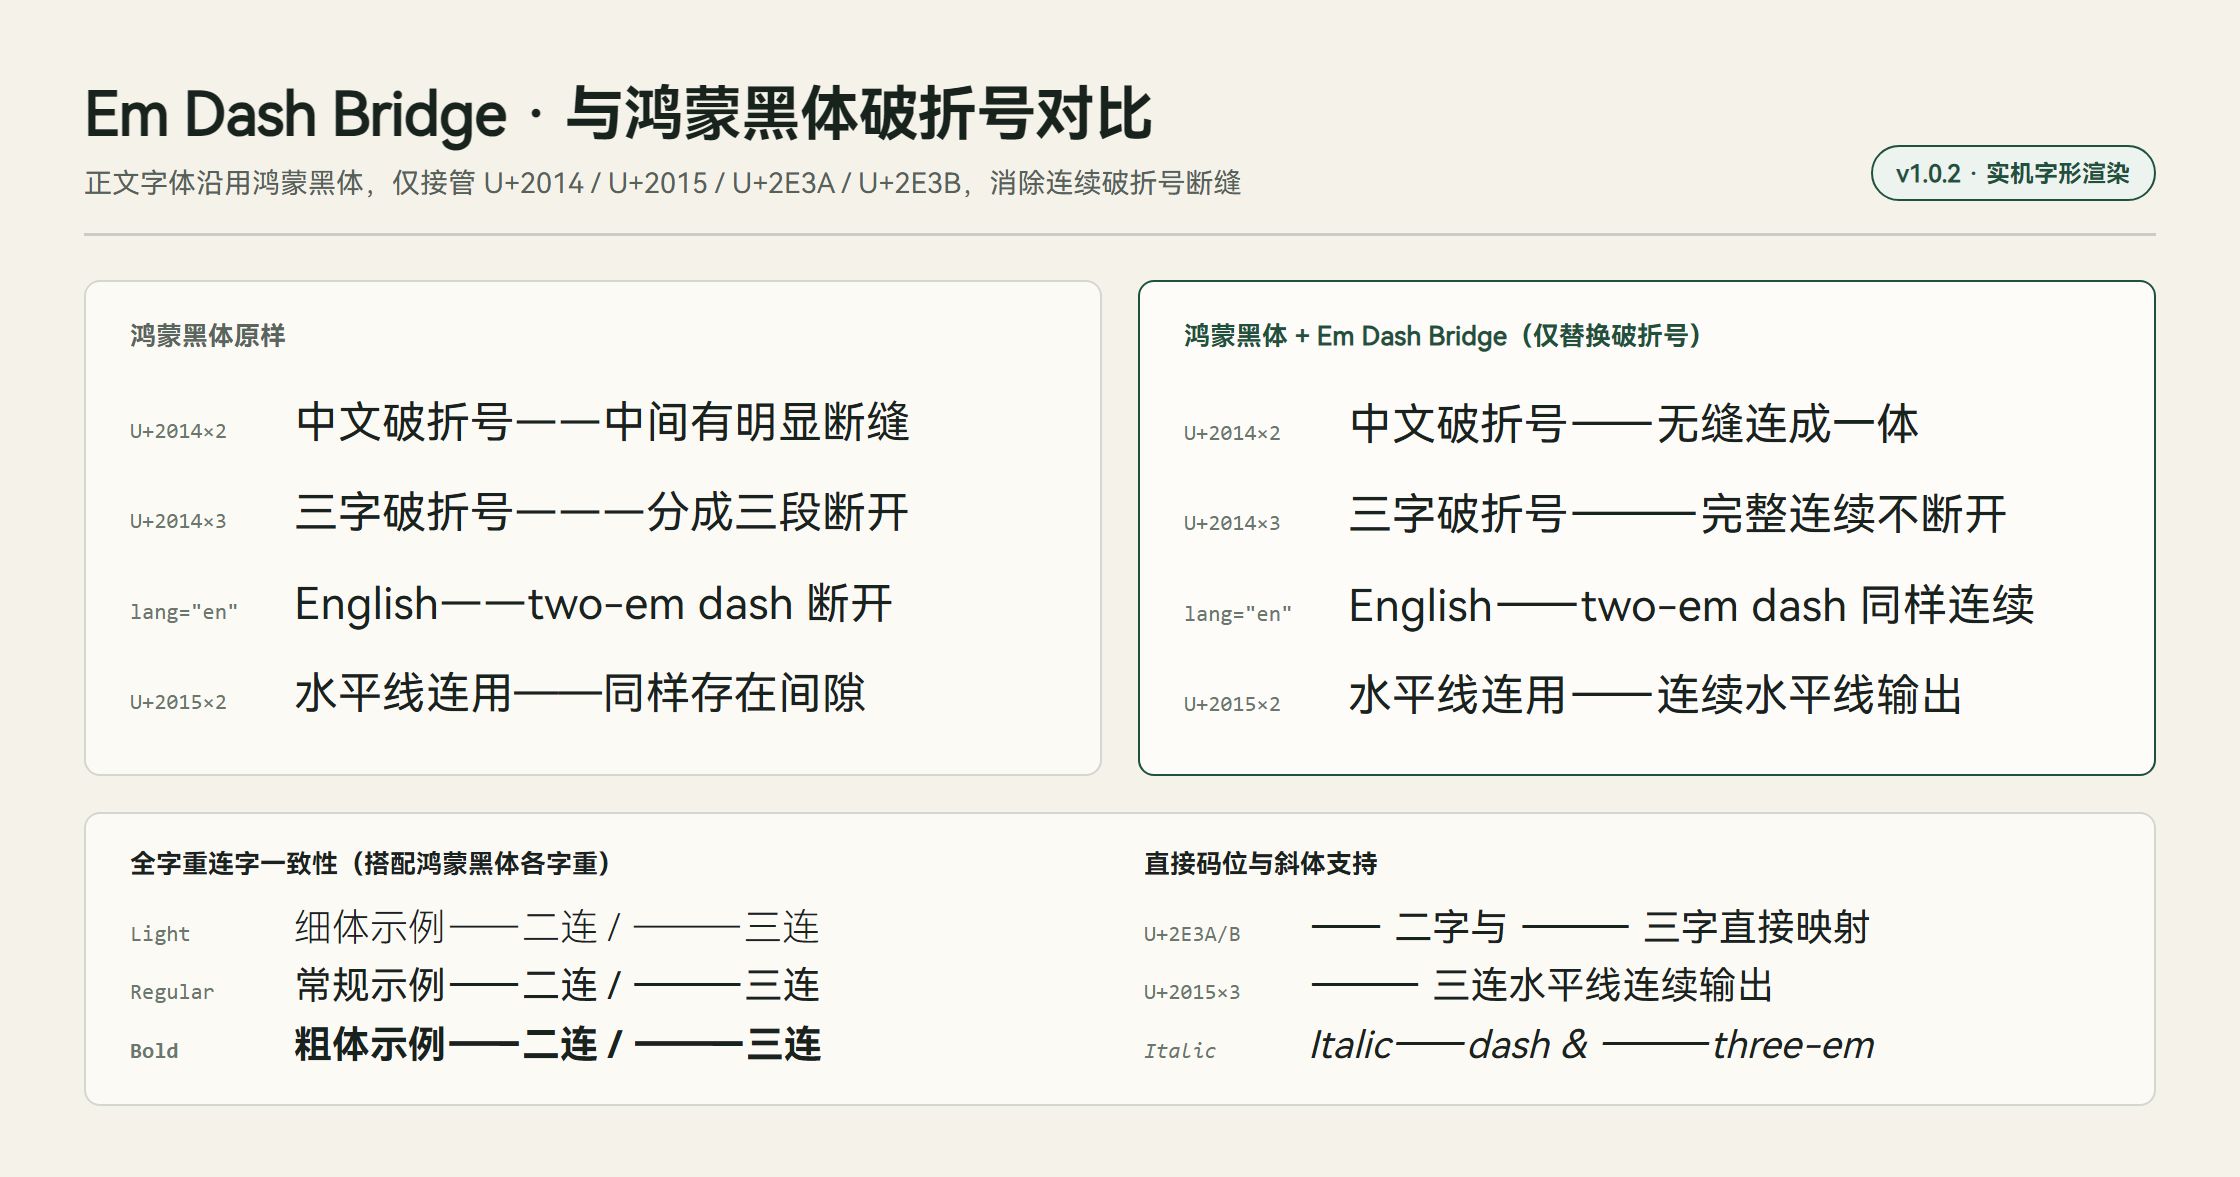 Em Dash Bridge · 与鸿蒙黑体破折号对比
正文字体沿用鸿蒙黑体，仅接管 U+2014 / U+2015 / U+2E3A / U+2E3B，消除连续破折号断缝
v1.0.2 · 实机字形渲染
鸿蒙黑体原样
U+2014×2 中文破折号——中间有明显断缝
U+2014×3 三字破折号———分成三段断开
lang="en" English——two-em dash 断开
U+2015×2 水平线连用――同样存在间隙
鸿蒙黑体 + Em Dash Bridge（仅替换破折号）
U+2014×2 中文破折号——无缝连成一体
U+2014×3 三字破折号———完整连续不断开
lang="en" English——two-em dash 同样连续
U+2015×2 水平线连用――连续水平线输出
全字重连字一致性（搭配鸿蒙黑体各字重）
Light 细体示例——二连 / ———三连
Regular 常规示例——二连 / ———三连
Bold 粗体示例——二连 / ———三连
直接码位与斜体支持
U+2E3A/B ⸺ 二字与 ⸻ 三字直接映射
U+2015×3 ――― 三连水平线连续输出
Italic Italic——dash & ———three-em